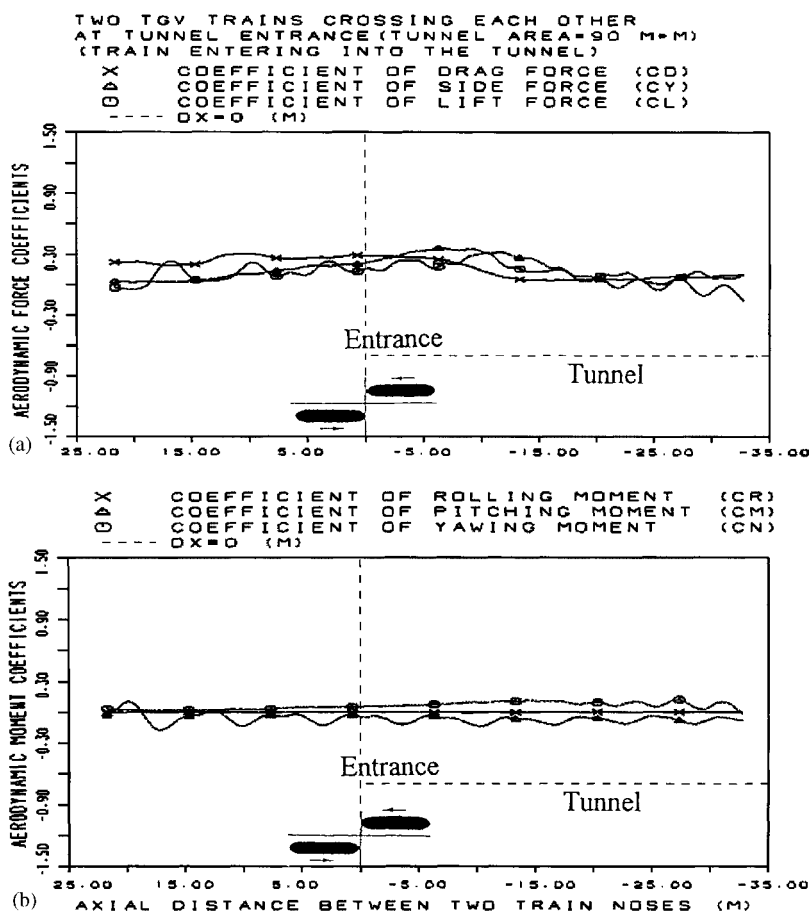 TWO TGV TRAINS CROSSING EACH OTHER
AT TUNNEL ENTRANCE(TUNNEL AREA=90 M*M)
(TRAIN ENTERING INTO THE TUNNEL)
COEFFICIENT OF DRAG FORCE (CD)
COEFFICIENT OF SIDE FORCE (CY)
COEFFICIENT OF LIFT FORCE (CL)
---- DX=0 (M)
AERODYNAMIC FORCE COEFFICIENTS
1.50
0.90
0.30
-0.30
-0.90
-1.50
Entrance
Tunnel
(a)
25.00 15.00 5.00 -5.00 -15.00 -25.00 -35.00
COEFFICIENT OF ROLLING MOMENT (CR)
COEFFICIENT OF PITCHING MOMENT (CM)
COEFFICIENT OF YAWING MOMENT (CN)
---- DX=0 (M)
AERODYNAMIC MOMENT COEFFICIENTS
1.50
0.90
0.30
-0.30
-0.90
-1.50
Entrance
Tunnel
(b)
25.00 15.00 5.00 -5.00 -15.00 -25.00 -35.00
AXIAL DISTANCE BETWEEN TWO TRAIN NOSES (M)